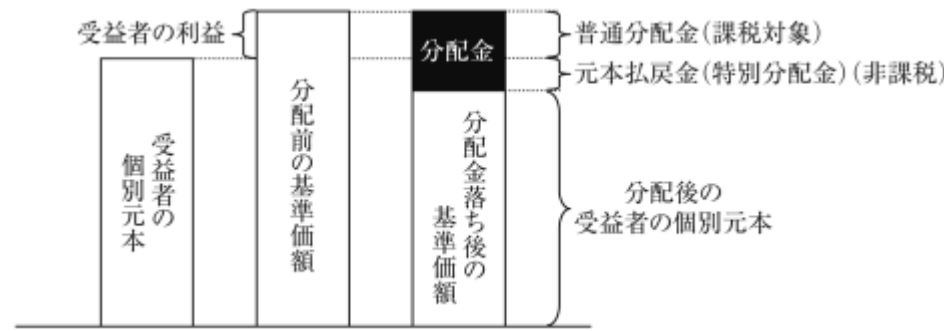 受益者の利益
分配金
普通分配金(課税対象)
元本払戻金(特別分配金)(非課税)
受益者の
個別元本
分配前の基準価額
分配金落ち後の
基準価額
分配後の
受益者の個別元本